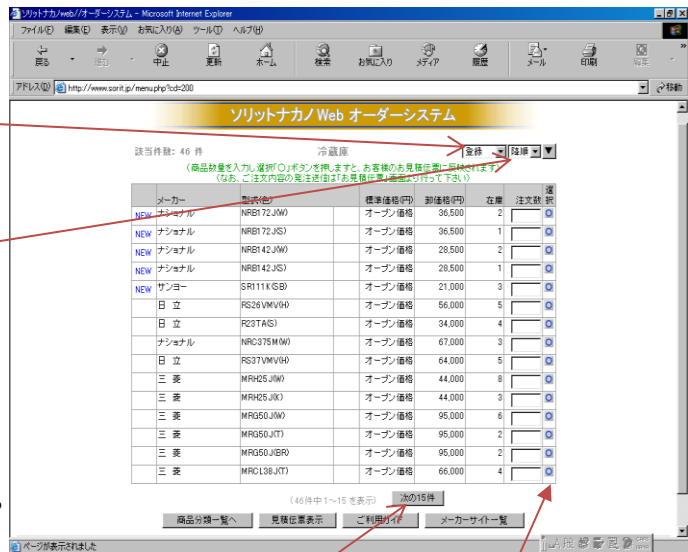 ソリットナカノweb//オーダーシステム - Microsoft Internet Explorer
ファイル(F) 編集(E) 表示(V) お気に入り(A) ツール(T) ヘルプ(H)
戻る 進む 中止 更新 ホーム 検索 お気に入り メディア 履歴 メール 印刷 編集 »
アドレス(D) http://www.sorit.jp/menu.php?cd=200 移動
ソリットナカノ Web オーダーシステム
該当件数: 46 件 冷蔵庫 登録 降順 ▼
(商品数量を入力し選択「○」ボタンを押しますと、お客様のお見積伝票に反映されます)
(なお、ご注文内容の発注送信は「お見積伝票」画面より行って下さい)
メーカー 型式(色) 標準価格(円) 卸価格(円) 在庫 注文数 選択
NEW ナショナル NRB172J(W) オープン価格 36,500 2
NEW ナショナル NRB172J(S) オープン価格 36,500 1
NEW ナショナル NRB142J(W) オープン価格 28,500 2
NEW ナショナル NRB142J(S) オープン価格 28,500 1
NEW サンヨー SR111K(SB) オープン価格 21,000 3
日 立 RS26VMV(H) オープン価格 56,000 5
日 立 R23TA(S) オープン価格 34,000 4
ナショナル NRC375M(W) オープン価格 67,000 3
日 立 RS37VMV(H) オープン価格 64,000 5
三 菱 MRH25J(W) オープン価格 44,000 8
三 菱 MRH25J(K) オープン価格 44,000 3
三 菱 MRG50J(W) オープン価格 95,000 6
三 菱 MRG50J(T) オープン価格 95,000 2
三 菱 MRG50J(BR) オープン価格 95,000 2
三 菱 MRCL38J(T) オープン価格 66,000 4
(46件中 1～15 を表示) 次の15件
商品分類一覧へ 見積伝票表示 ご利用ガイド メーカーサイト一覧
ページが表示されました